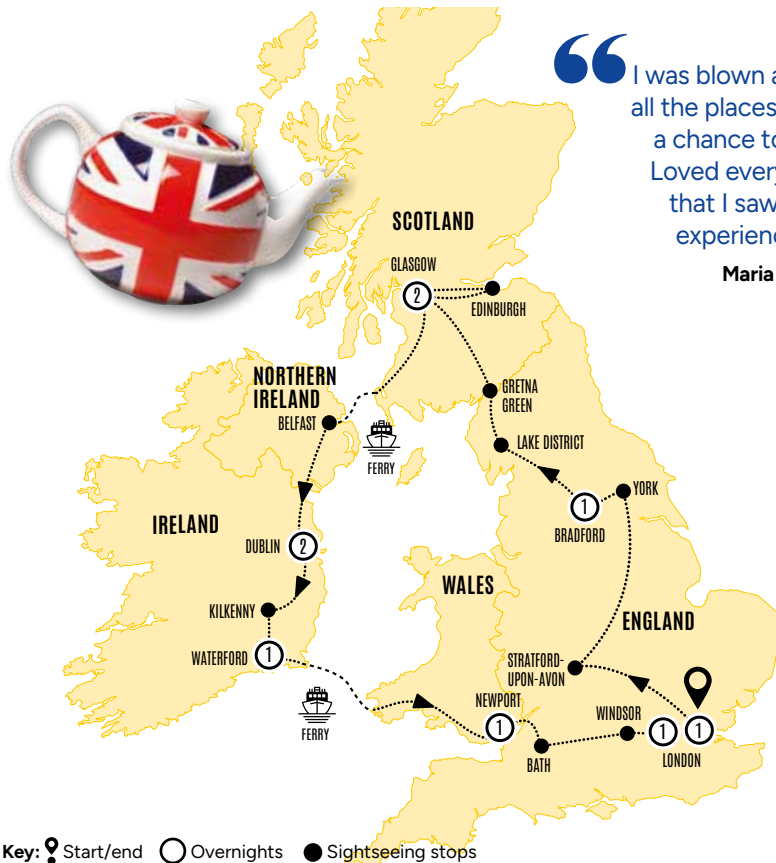 I was blown a
all the places
a chance to
Loved every
that I saw
experienc
Maria
SCOTLAND
GLASGOW
2
EDINBURGH
GRETNA
GREEN
NORTHERN
IRELAND
BELFAST
FERRY
LAKE DISTRICT
YORK
1
BRADFORD
IRELAND
DUBLIN
2
WALES
KILKENNY
ENGLAND
WATERFORD
1
STRATFORD-
UPON-AVON
NEWPORT
1
WINDSOR
1
1
LONDON
BATH
FERRY
Key: Start/end Overnights Sightseeing stops